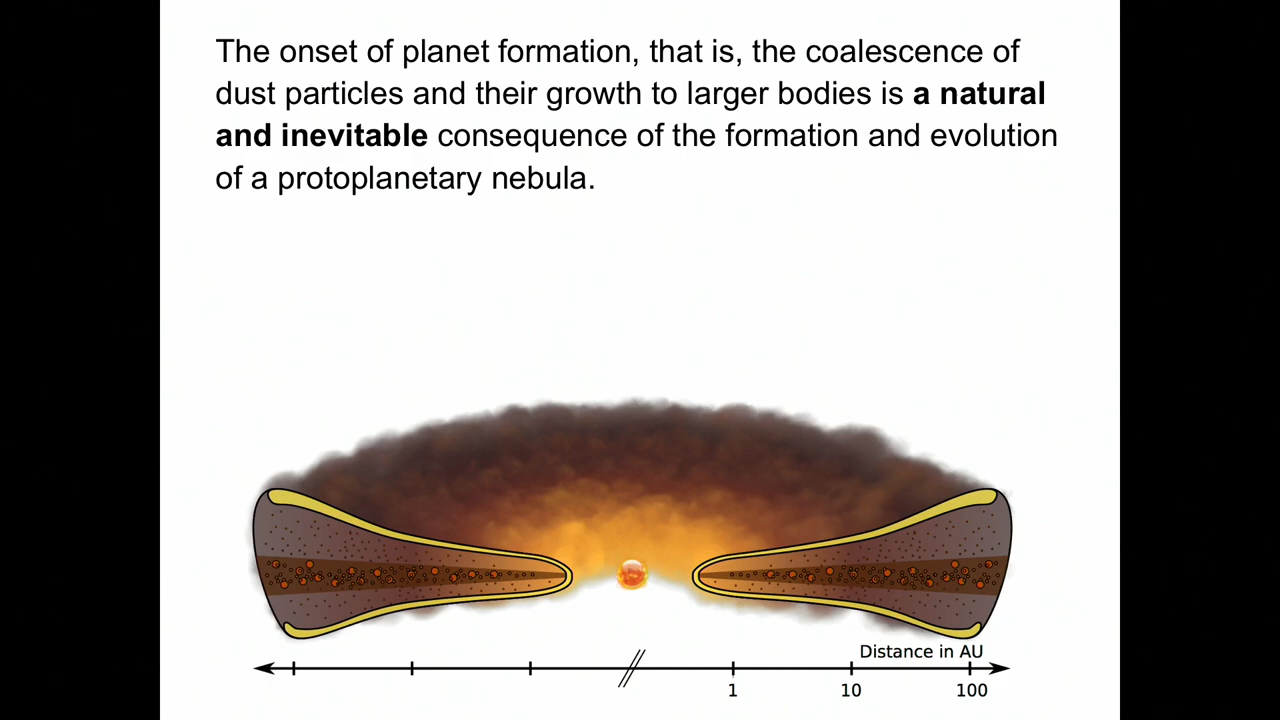 The onset of planet formation, that is, the coalescence of
dust particles and their growth to larger bodies is a natural
and inevitable consequence of the formation and evolution
of a protoplanetary nebula.
Distance in AU
1 10 100